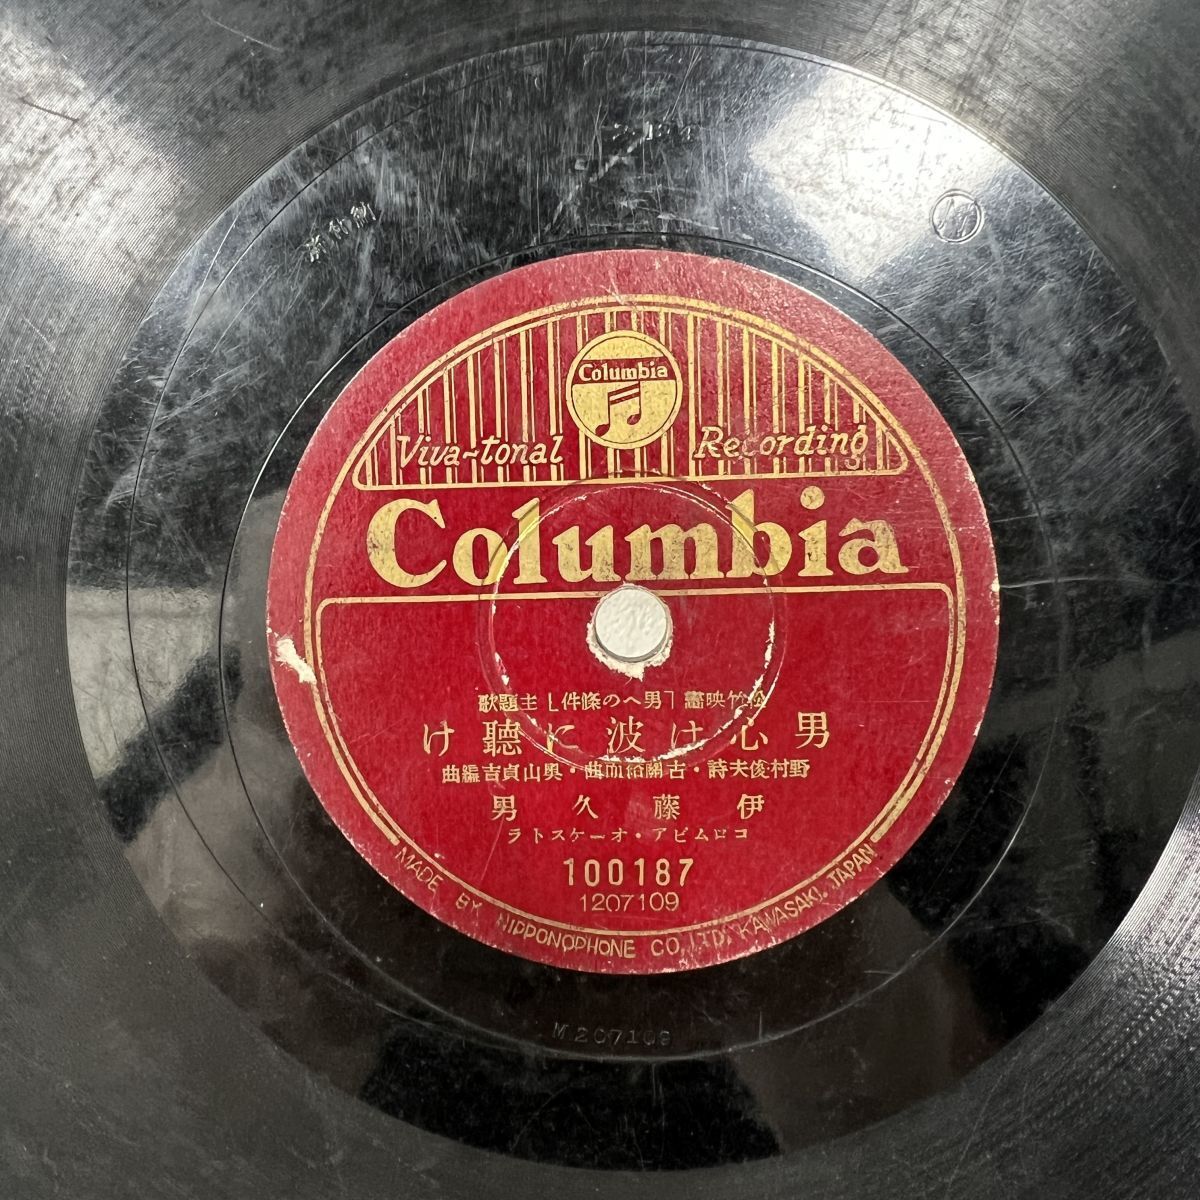 Columbia
Viva-tonal Recording
Columbia
松竹映畵「男への條件」主題歌
男心は波に聽け
野村俊夫詩・古關裕而曲・奥山貞吉編曲
伊藤久男
コロムビア・オーケストラ
100187
1207109
MADE BY NIPPONOPHONE CO., LTD. KAWASAKI, JAPAN
M207109